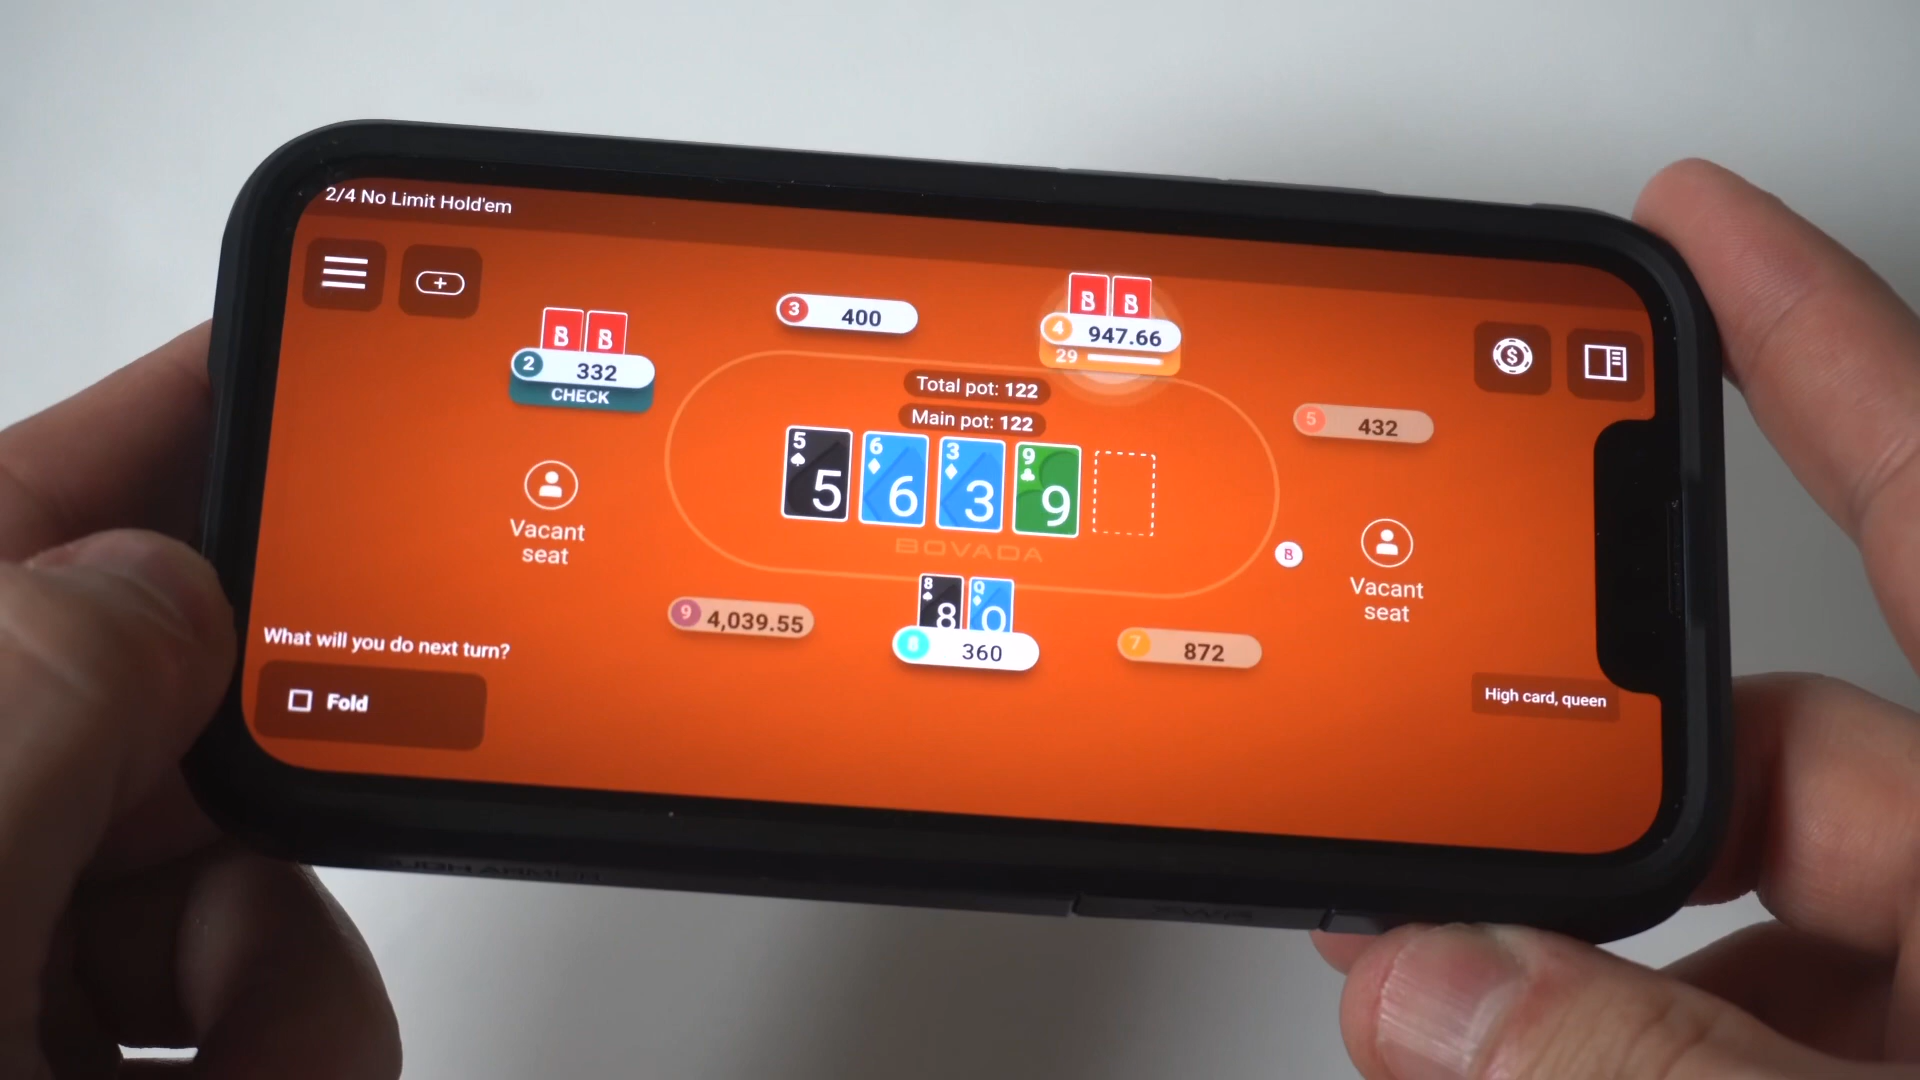 2/4 No Limit Hold'em
B B
2 332
CHECK
3 400
B B
4 947.66
29
5 432
Total pot: 122
Main pot: 122
5 5
6 6
3 3
9 9
BOVADA
B
Vacant
seat
Vacant
seat
9 4,039.55
8 8
Q Q
8 360
7 872
What will you do next turn?
Fold
High card, queen